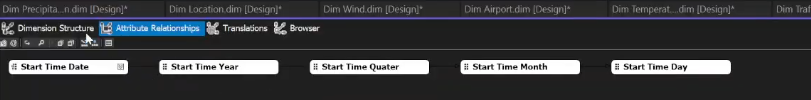 Dim Precipita...n.dim [Design]* Dim Location.dim [Design]* Dim Wind.dim [Design]* Dim Airport.dim [Design]* Dim Temperat....dim [Design]* Dim Traf
Dimension Structure Attribute Relationships Translations Browser
Start Time Date Start Time Year Start Time Quater Start Time Month Start Time Day